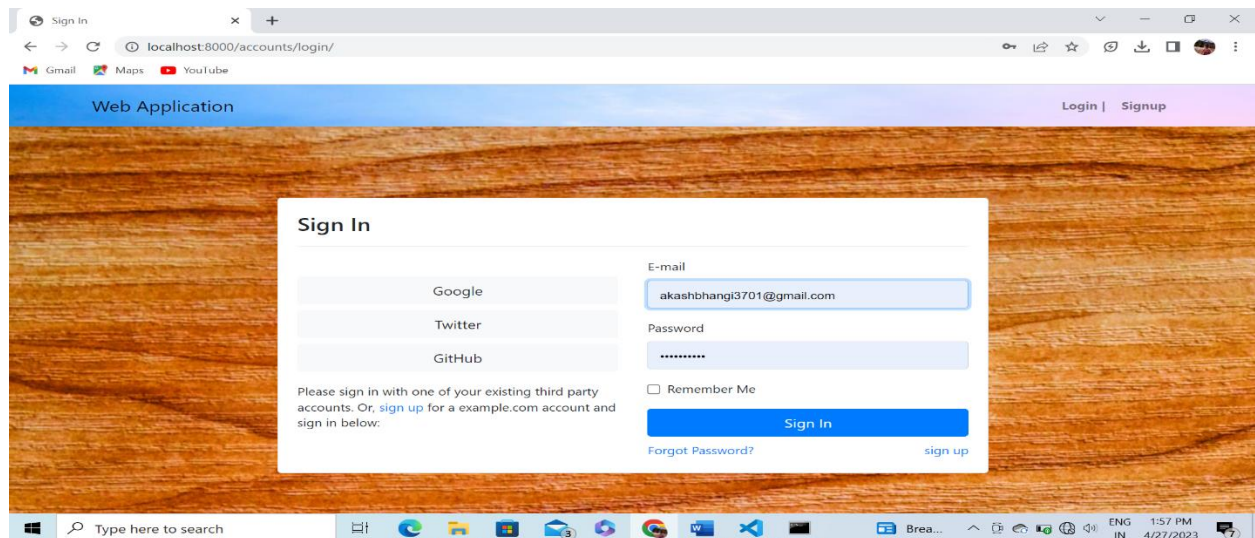 Sign In
localhost:8000/accounts/login/
Gmail Maps YouTube
Web Application
Login | Signup
Sign In
Google
Twitter
GitHub
Please sign in with one of your existing third party
accounts. Or, sign up for a example.com account and
sign in below:
E-mail
akashbhangi3701@gmail.com
Password
••••••••••
Remember Me
Sign In
Forgot Password? sign up
Type here to search
3
W
Brea...
ENG
IN
1:57 PM
4/27/2023
7